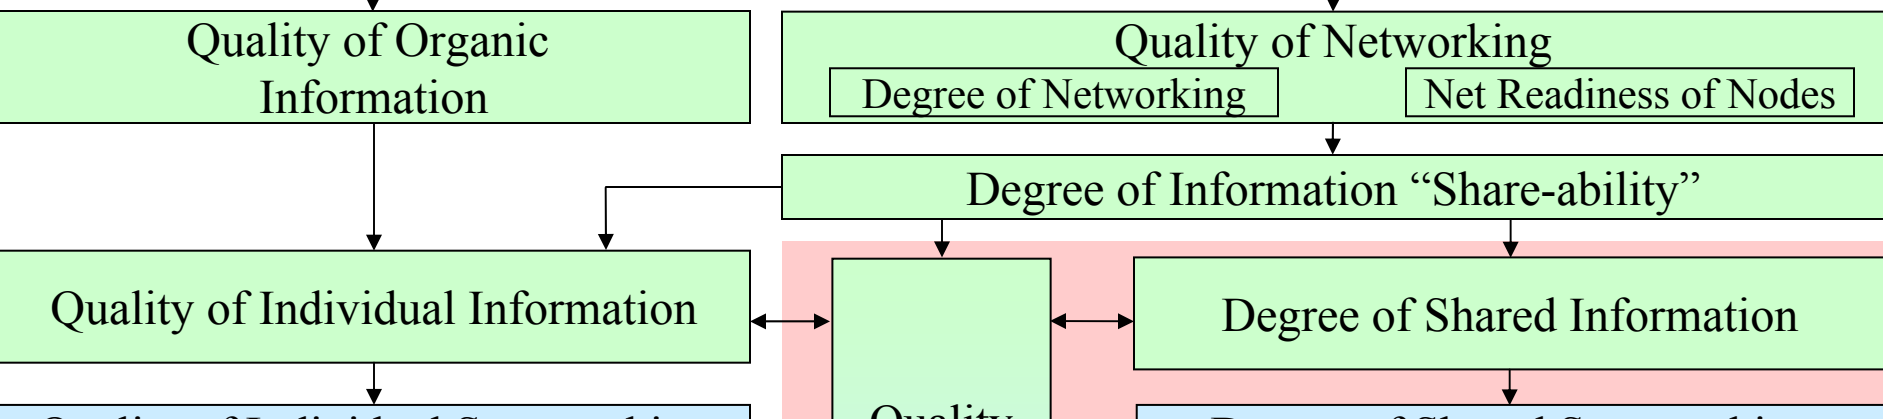 Quality of Organic
Information
Quality of Networking
Degree of Networking
Net Readiness of Nodes
Degree of Information “Share-ability”
Quality of Individual Information
Degree of Shared Information
Quality